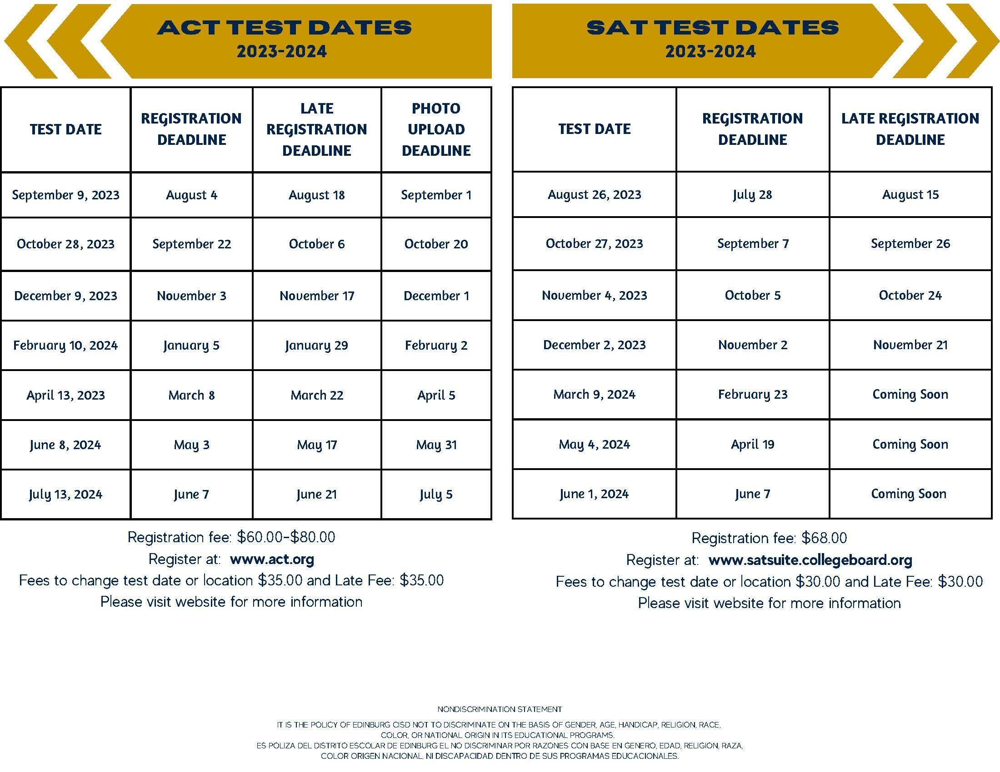 ACT TEST DATES
2023-2024
TEST DATE
REGISTRATION
DEADLINE
LATE
REGISTRATION
DEADLINE
PHOTO
UPLOAD
DEADLINE
September 9, 2023 August 4 August 18 September 1
October 28, 2023 September 22 October 6 October 20
December 9, 2023 November 3 November 17 December 1
February 10, 2024 January 5 January 29 February 2
April 13, 2023 March 8 March 22 April 5
June 8, 2024 May 3 May 17 May 31
July 13, 2024 June 7 June 21 July 5
Registration fee: $60.00-$80.00
Register at: www.act.org
Fees to change test date or location $35.00 and Late Fee: $35.00
Please visit website for more information
SAT TEST DATES
2023-2024
TEST DATE
REGISTRATION
DEADLINE
LATE REGISTRATION
DEADLINE
August 26, 2023 July 28 August 15
October 27, 2023 September 7 September 26
November 4, 2023 October 5 October 24
December 2, 2023 November 2 November 21
March 9, 2024 February 23 Coming Soon
May 4, 2024 April 19 Coming Soon
June 1, 2024 June 7 Coming Soon
Registration fee: $68.00
Register at: www.satsuite.collegeboard.org
Fees to change test date or location $30.00 and Late Fee: $30.00
Please visit website for more information
NONDISCRIMINATION STATEMENT
IT IS THE POLICY OF EDINBURG CISD NOT TO DISCRIMINATE ON THE BASIS OF GENDER, AGE, HANDICAP, RELIGION, RACE,
COLOR, OR NATIONAL ORIGIN IN ITS EDUCATIONAL PROGRAMS.
ES POLIZA DEL DISTRITO ESCOLAR DE EDINBURG EL NO DISCRIMINAR POR RAZONES CON BASE EN GENERO, EDAD, RELIGION, RAZA,
COLOR ORIGEN NACIONAL, NI DISCAPACIDAD DENTRO DE SUS PROGRAMAS EDUCACIONALES.